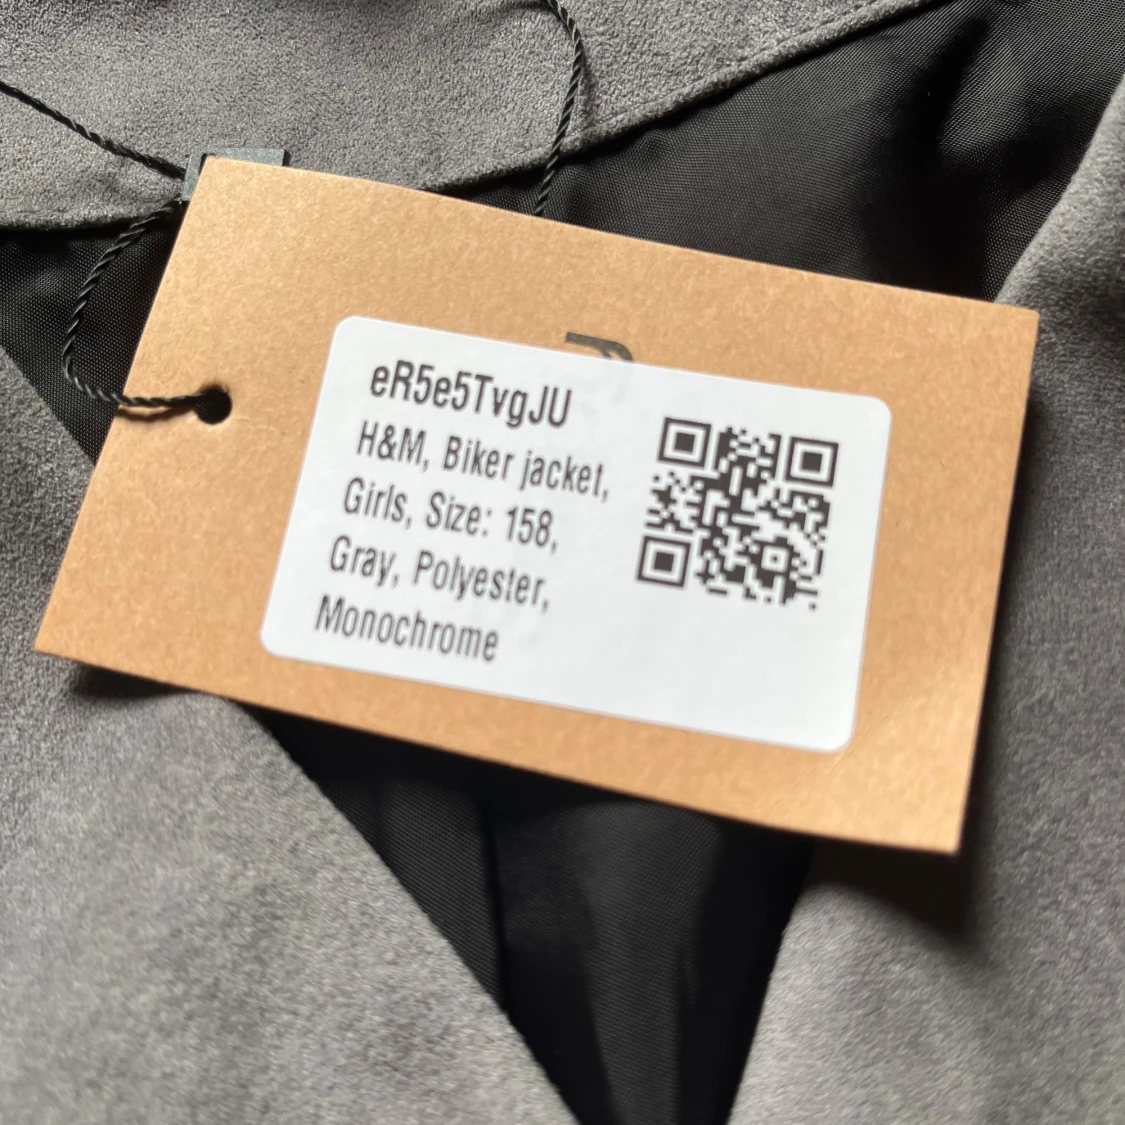 eR5e5TvgJU
H&M, Biker jacket,
Girls, Size: 158,
Gray, Polyester,
Monochrome